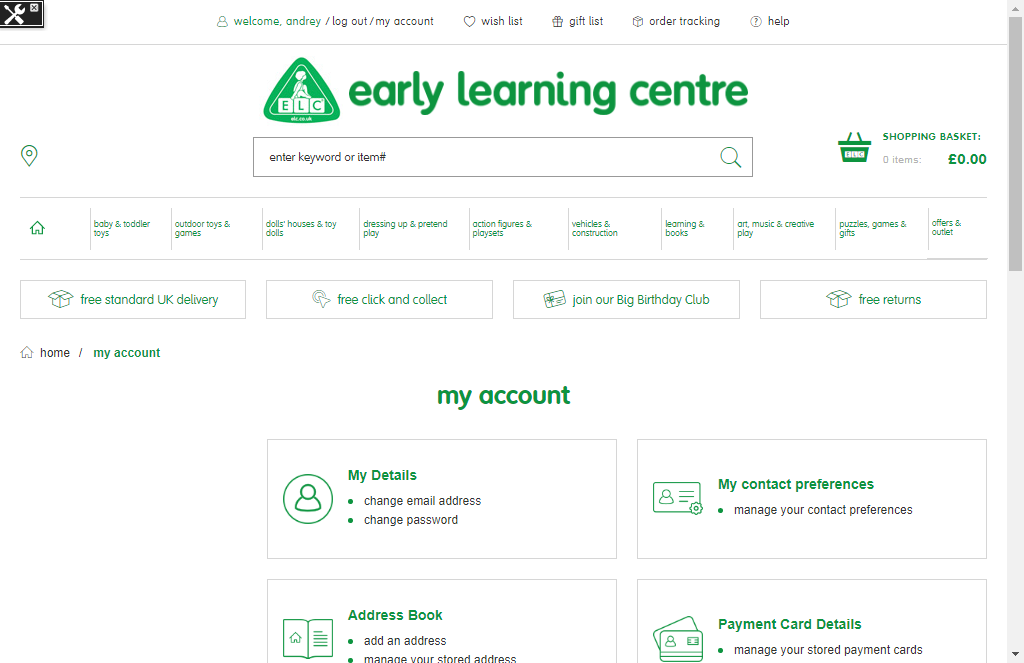 welcome, andrey / log out / my account
wish list
gift list
order tracking
help
ELC
elc.co.uk
early learning centre
enter keyword or item#
SHOPPING BASKET:
ELC
0 items:
£0.00
baby & toddler
toys
outdoor toys &
games
dolls' houses & toy
dolls
dressing up & pretend
play
action figures &
playsets
vehicles &
construction
learning &
books
art, music & creative
play
puzzles, games &
gifts
offers &
outlet
free standard UK delivery
free click and collect
join our Big Birthday Club
free returns
home / my account
my account
My Details
change email address
change password
My contact preferences
manage your contact preferences
Address Book
add an address
manage your stored address
Payment Card Details
manage your stored payment cards